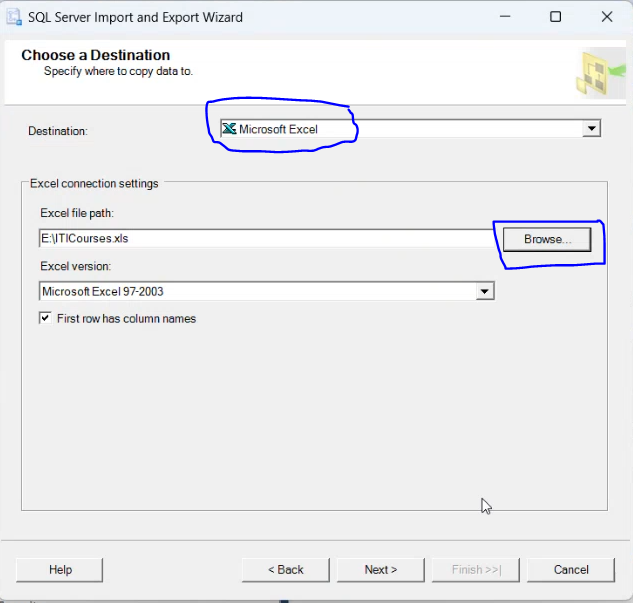 SQL Server Import and Export Wizard
Choose a Destination
Specify where to copy data to.
Destination:
Microsoft Excel
Excel connection settings
Excel file path:
E:\ITICourses.xls
Browse...
Excel version:
Microsoft Excel 97-2003
First row has column names
Help
< Back
Next >
Finish >>|
Cancel